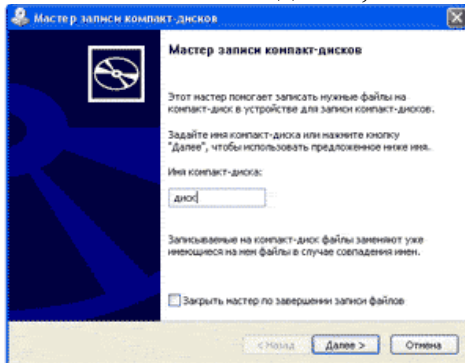 Мастер записи компакт-дисков
Мастер записи компакт-дисков
Этот мастер помогает записать нужные файлы на
компакт-диск в устройстве для записи компакт-дисков.
Задайте имя компакт-диска или нажмите кнопку
"Далее", чтобы использовать предложенное ниже имя.
Имя компакт-диска:
диск
Записываемые на компакт-диск файлы заменяют уже
имеющиеся на нем файлы в случае совпадения имен.
Закрыть мастер по завершении записи файлов
< Назад Далее > Отмена